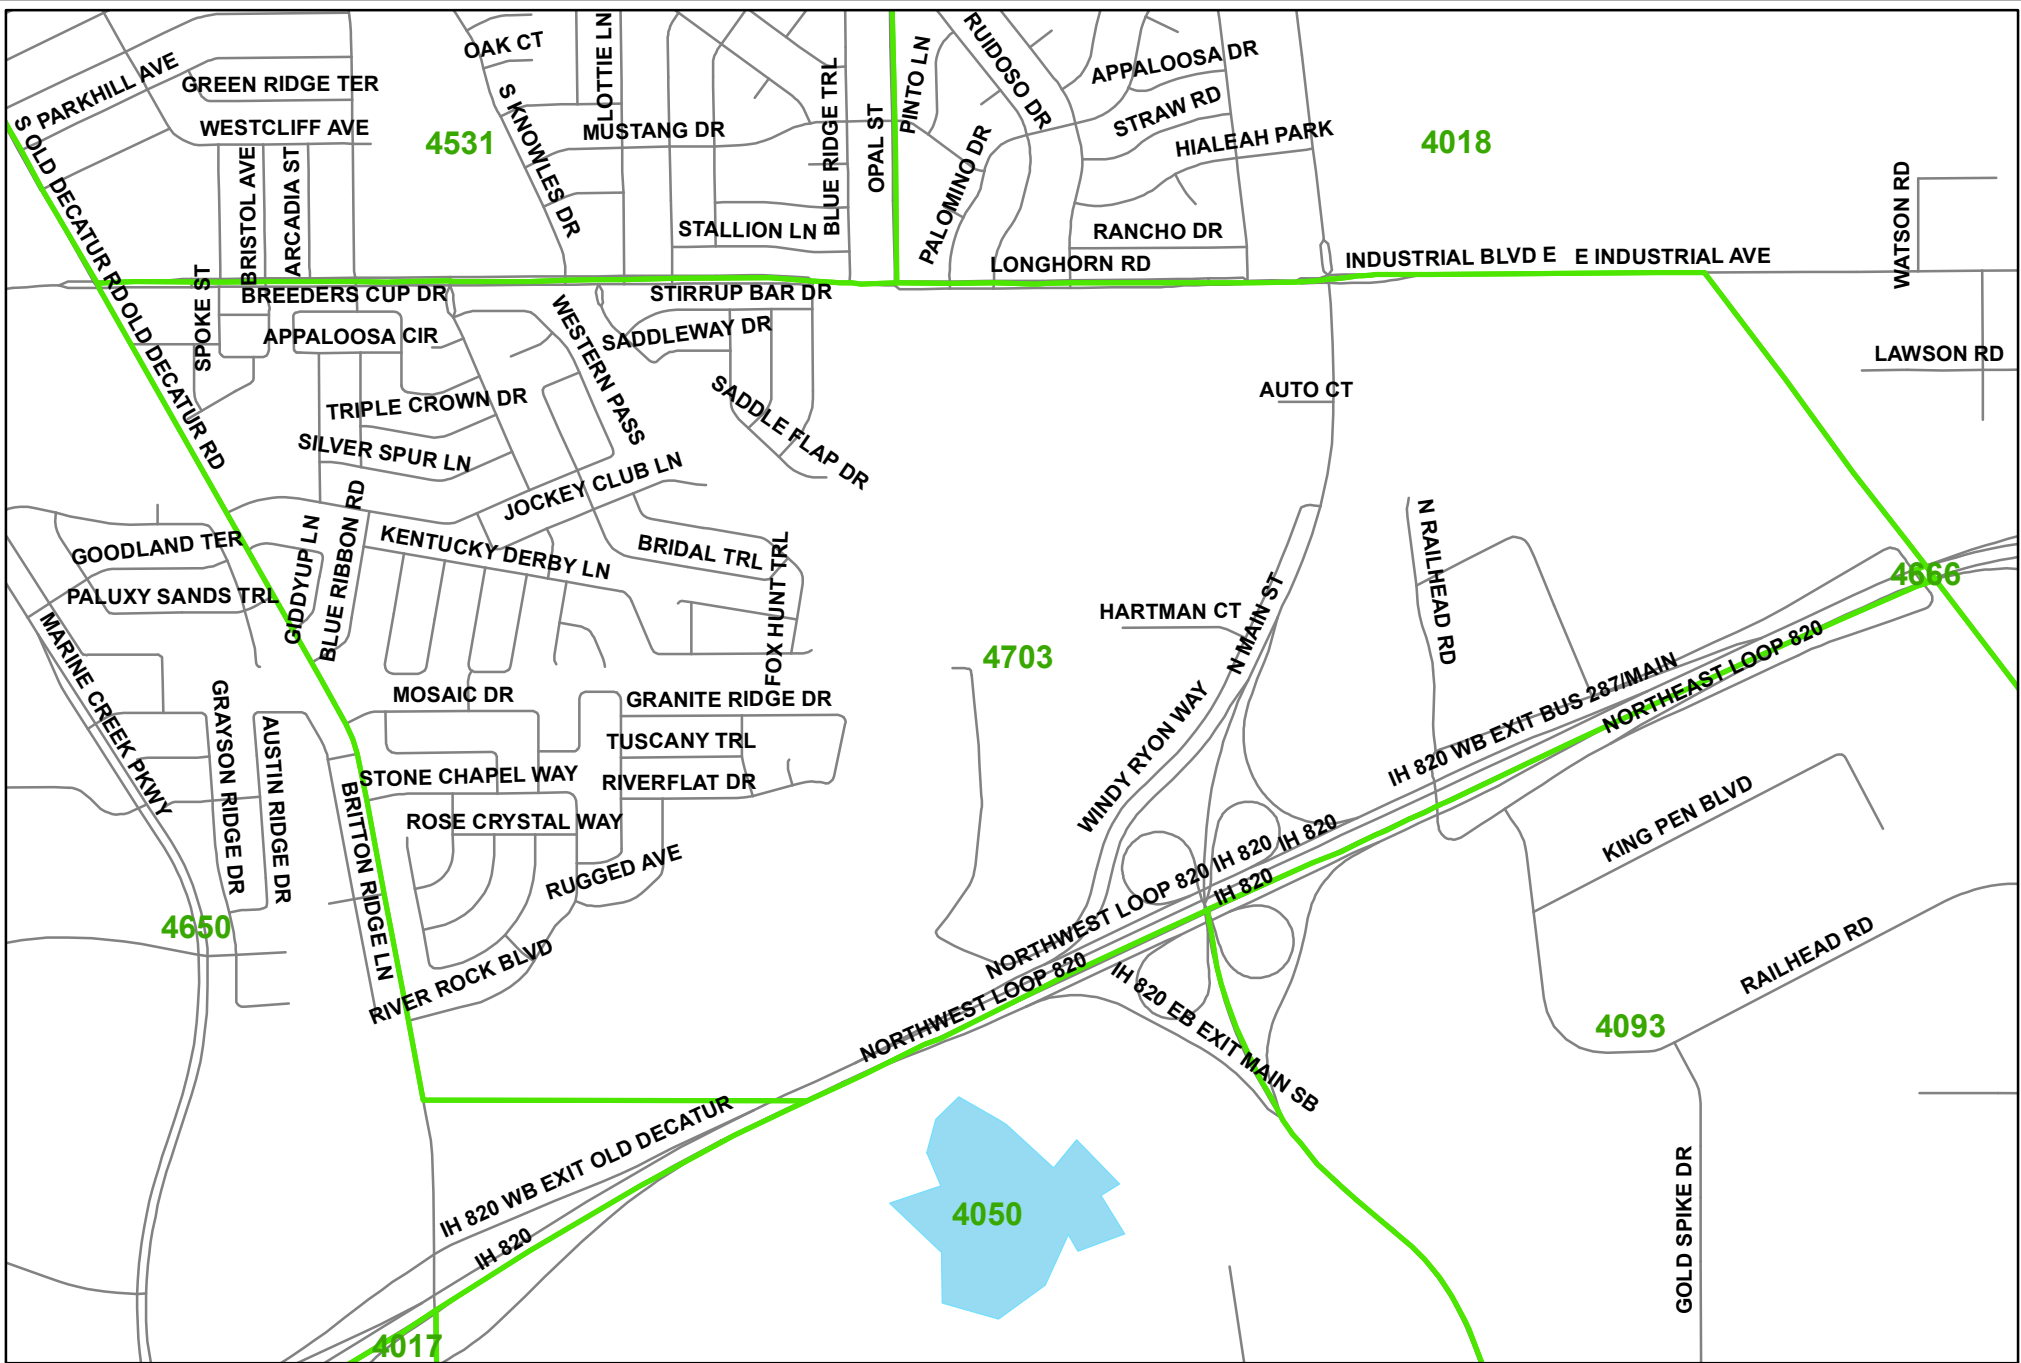 OAK CT
LOTTIE LN
S KNOWLES DR
PARKHILL AVE
GREEN RIDGE TER
WESTCLIFF AVE
S OLD DECATUR RD
4531
MUSTANG DR
BLUE RIDGE TRL
OPAL ST
PINTO LN
RUIDOSO DR
APPALOOSA DR
STRAW RD
HIALEAH PARK
PALOMINO DR
4018
BRISTOL AVE
ARCADIA ST
STALLION LN
RANCHO DR
LONGHORN RD
INDUSTRIAL BLVD E
E INDUSTRIAL AVE
WATSON RD
LAWSON RD
SPOKE ST
BREEDERS CUP DR
STIRRUP BAR DR
APPALOOSA CIR
WESTERN PASS
SADDLEWAY DR
OLD DECATUR RD
TRIPLE CROWN DR
SADDLE FLAP DR
AUTO CT
SILVER SPUR LN
JOCKEY CLUB LN
GOODLAND TER
GIDDYUP LN
BLUE RIBBON RD
KENTUCKY DERBY LN
BRIDAL TRL
FOX HUNT TRL
N RAILHEAD RD
4666
PALUXY SANDS TRL
HARTMAN CT
N MAIN ST
MARINE CREEK PKWY
4703
MOSAIC DR
GRANITE RIDGE DR
WINDY RYON WAY
IH 820 WB EXIT BUS 287/MAIN
NORTHEAST LOOP 820
GRAYSON RIDGE DR
AUSTIN RIDGE DR
TUSCANY TRL
STONE CHAPEL WAY
RIVERFLAT DR
BRITTON RIDGE LN
ROSE CRYSTAL WAY
RUGGED AVE
KING PEN BLVD
NORTHWEST LOOP 820
IH 820
IH 820
IH 820
4650
RIVER ROCK BLVD
NORTHWEST LOOP 820
IH 820 EB EXIT MAIN SB
RAILHEAD RD
4093
IH 820 WB EXIT OLD DECATUR
IH 820
4050
GOLD SPIKE DR
4017